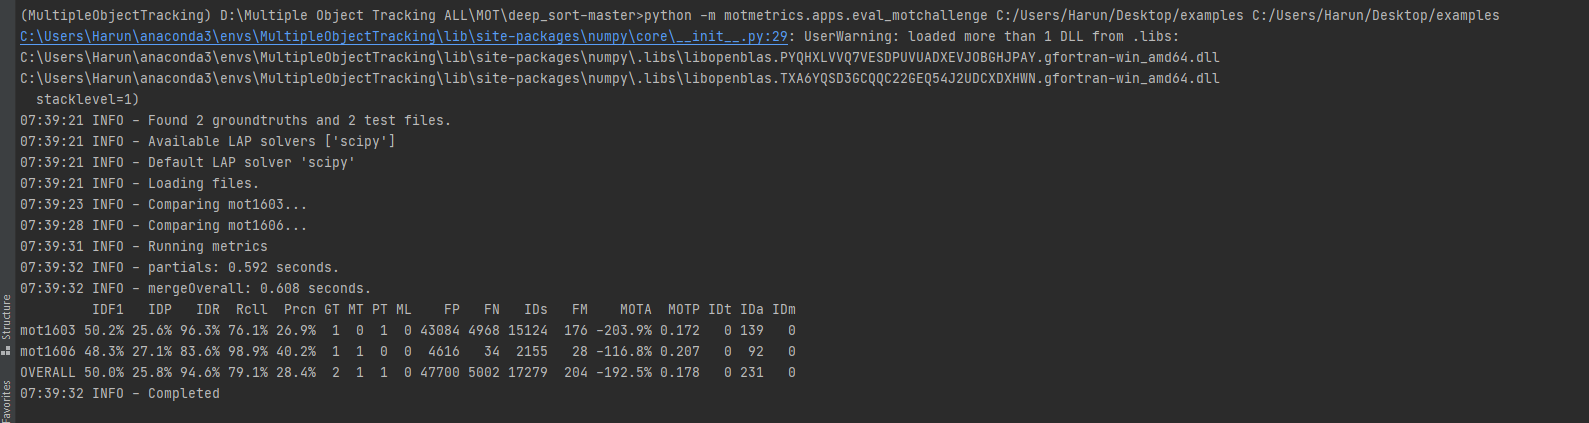 (MultipleObjectTracking) D:\Multiple Object Tracking ALL\MOT\deep_sort-master>python -m motmetrics.apps.eval_motchallenge C:/Users/Harun/Desktop/examples C:/Users/Harun/Desktop/examples
C:\Users\Harun\anaconda3\envs\MultipleObjectTracking\lib\site-packages\numpy\core\__init__.py:29: UserWarning: loaded more than 1 DLL from .libs:
C:\Users\Harun\anaconda3\envs\MultipleObjectTracking\lib\site-packages\numpy\.libs\libopenblas.PYQHXLVVQ7VESDPUVUADXEVJOBGHJPAY.gfortran-win_amd64.dll
C:\Users\Harun\anaconda3\envs\MultipleObjectTracking\lib\site-packages\numpy\.libs\libopenblas.TXA6YQSD3GCQQC22GEQ54J2UDCXDXHWN.gfortran-win_amd64.dll
  stacklevel=1)
07:39:21 INFO - Found 2 groundtruths and 2 test files.
07:39:21 INFO - Available LAP solvers ['scipy']
07:39:21 INFO - Default LAP solver 'scipy'
07:39:21 INFO - Loading files.
07:39:23 INFO - Comparing mot1603...
07:39:28 INFO - Comparing mot1606...
07:39:31 INFO - Running metrics
07:39:32 INFO - partials: 0.592 seconds.
07:39:32 INFO - mergeOverall: 0.608 seconds.
         IDF1   IDP   IDR  Rcll  Prcn GT MT PT ML    FP   FN   IDs   FM    MOTA  MOTP IDt IDa IDm
mot1603 50.2% 25.6% 96.3% 76.1% 26.9%  1  0  1  0 43084 4968 15124  176 -203.9% 0.172   0 139   0
mot1606 48.3% 27.1% 83.6% 98.9% 40.2%  1  1  0  0  4616   34  2155   28 -116.8% 0.207   0  92   0
OVERALL 50.0% 25.8% 94.6% 79.1% 28.4%  2  1  1  0 47700 5002 17279  204 -192.5% 0.178   0 231   0
07:39:32 INFO - Completed
Structure
Favorites